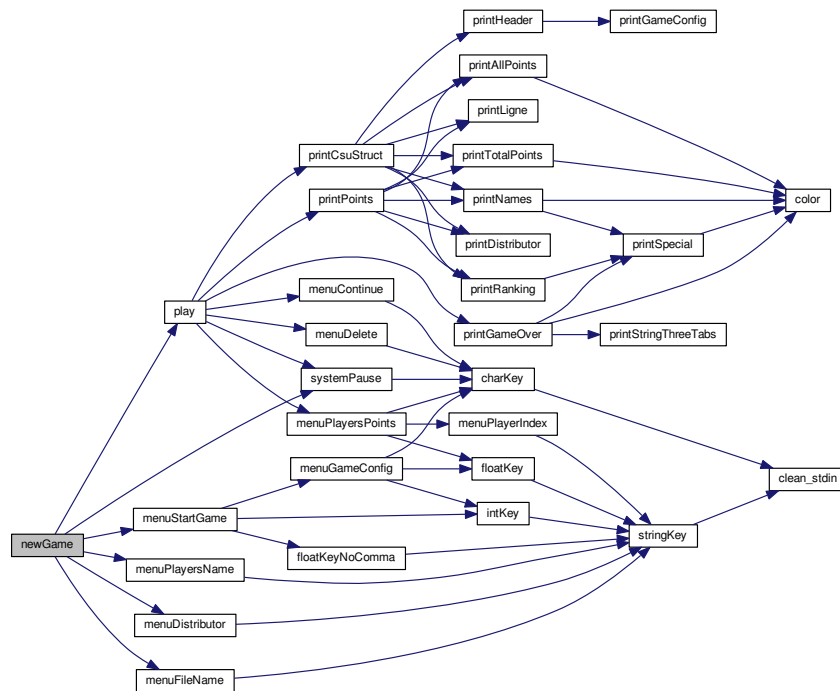 printHeader
printGameConfig
printAllPoints
printLigne
printCsuStruct
printTotalPoints
printPoints
printNames
color
printDistributor
printSpecial
menuContinue
printRanking
play
menuDelete
printGameOver
printStringThreeTabs
systemPause
charKey
menuPlayersPoints
menuPlayerIndex
menuGameConfig
floatKey
clean_stdin
menuStartGame
intKey
newGame
stringKey
floatKeyNoComma
menuPlayersName
menuDistributor
menuFileName